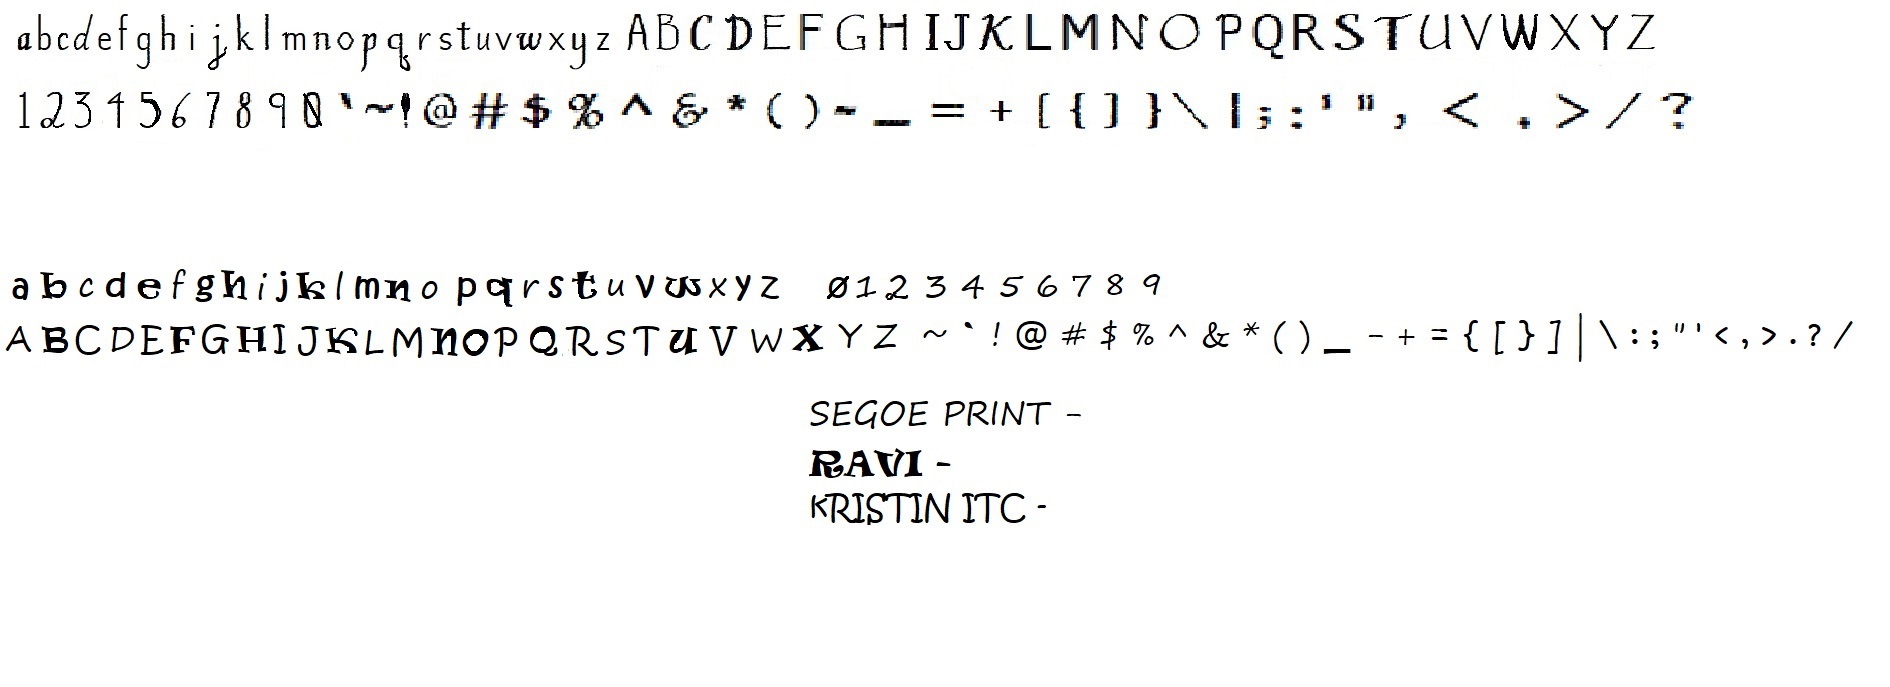 abcdefghijklmnopqrstuvwxyz ABCDEFGHIJKLMNOPQRSTUVWXYZ
1234567890`~!@#$%^&*()-_=+[{]}\|;:'",<.>/?
abcdefghijklmnopqrstuvwxyz 0123456789
ABCDEFGHIJKLMNOPQRSTUVWXYZ ~`!@#$%^&*()_-+={[}]|\:;"'<,>.?/
SEGOE PRINT -
RAVI -
KRISTIN ITC -